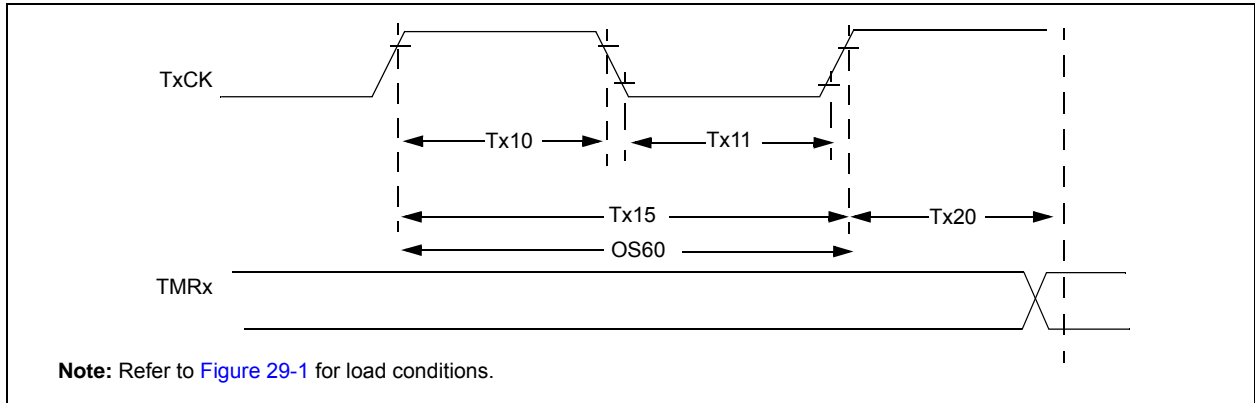 TxCK
Tx10
Tx11
Tx15
Tx20
OS60
TMRx
Note: Refer to Figure 29-1 for load conditions.